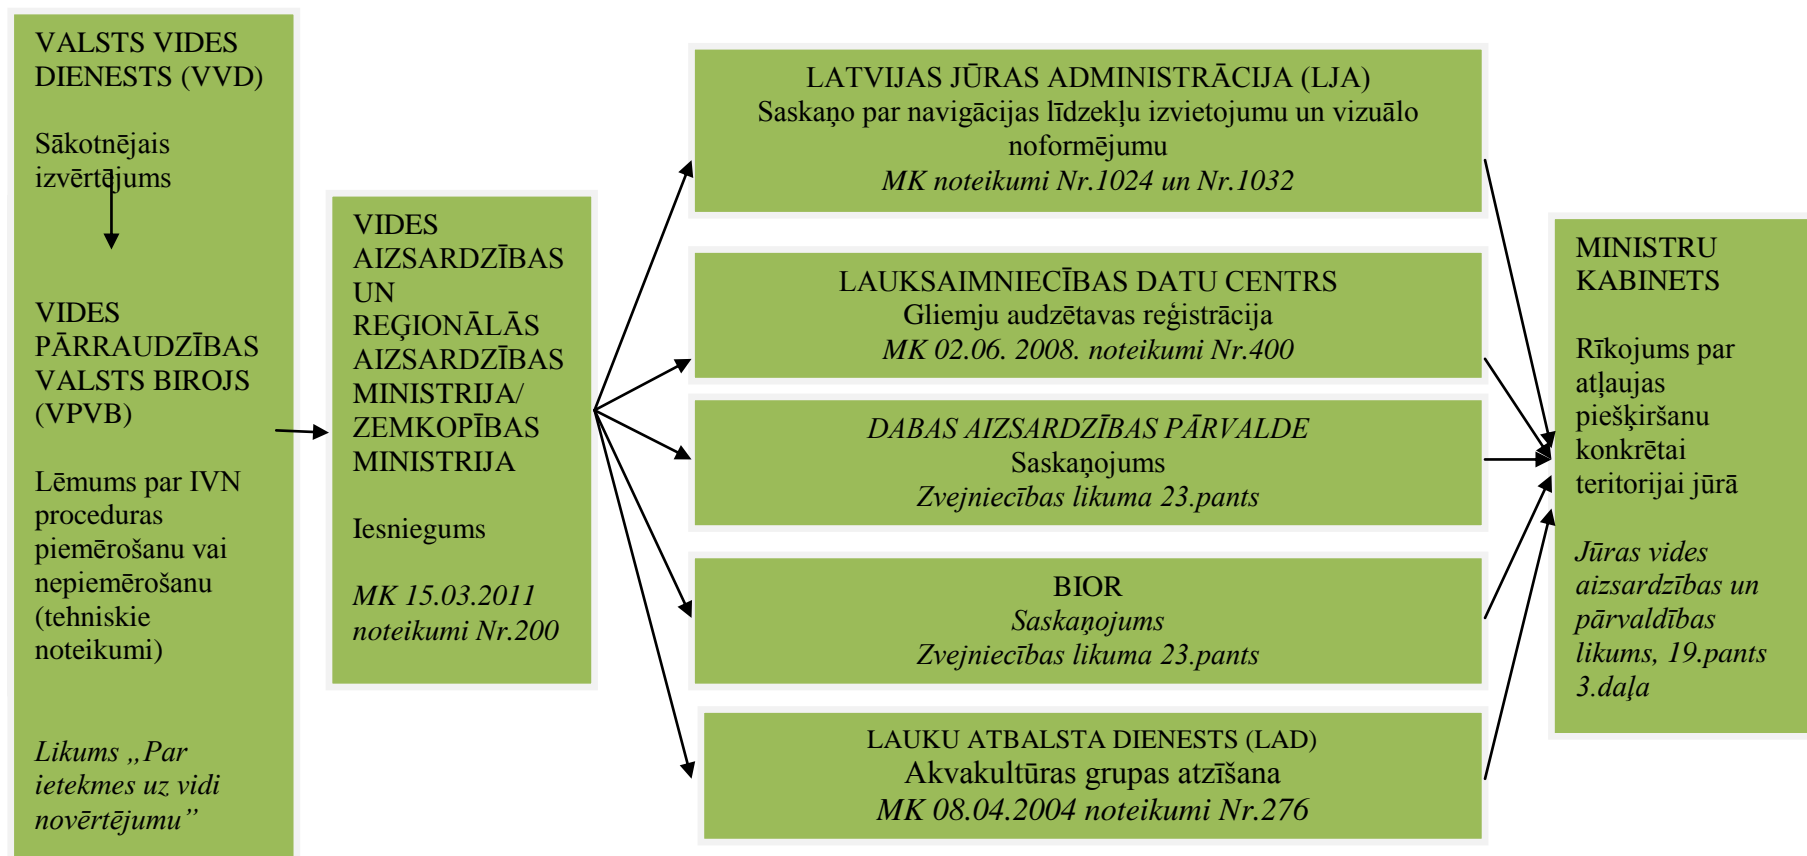 VALSTS VIDES
DIENESTS (VVD)
Sākotnējais
izvērtējums
VIDES
PĀRRAUDZĪBAS
VALSTS BIROJS
(VPVB)
Lēmums par IVN
proceduras
piemērošanu vai
nepiemērošanu
(tehniskie
noteikumi)
Likums „Par
ietekmes uz vidi
novērtējumu”
VIDES
AIZSARDZĪBAS
UN
REĢIONĀLĀS
AIZSARDZĪBAS
MINISTRIJA/
ZEMKOPĪBAS
MINISTRIJA
Iesniegums
MK 15.03.2011
noteikumi Nr.200
LATVIJAS JŪRAS ADMINISTRĀCIJA (LJA)
Saskaņo par navigācijas līdzekļu izvietojumu un vizuālo
noformējumu
MK noteikumi Nr.1024 un Nr.1032
LAUKSAIMNIECĪBAS DATU CENTRS
Gliemju audzētavas reģistrācija
MK 02.06. 2008. noteikumi Nr.400
DABAS AIZSARDZĪBAS PĀRVALDE
Saskaņojums
Zvejniecības likuma 23.pants
BIOR
Saskaņojums
Zvejniecības likuma 23.pants
LAUKU ATBALSTA DIENESTS (LAD)
Akvakultūras grupas atzīšana
MK 08.04.2004 noteikumi Nr.276
MINISTRU
KABINETS
Rīkojums par
atļaujas
piešķiršanu
konkrētai
teritorijai jūrā
Jūras vides
aizsardzības un
pārvaldības
likums, 19.pants
3.daļa